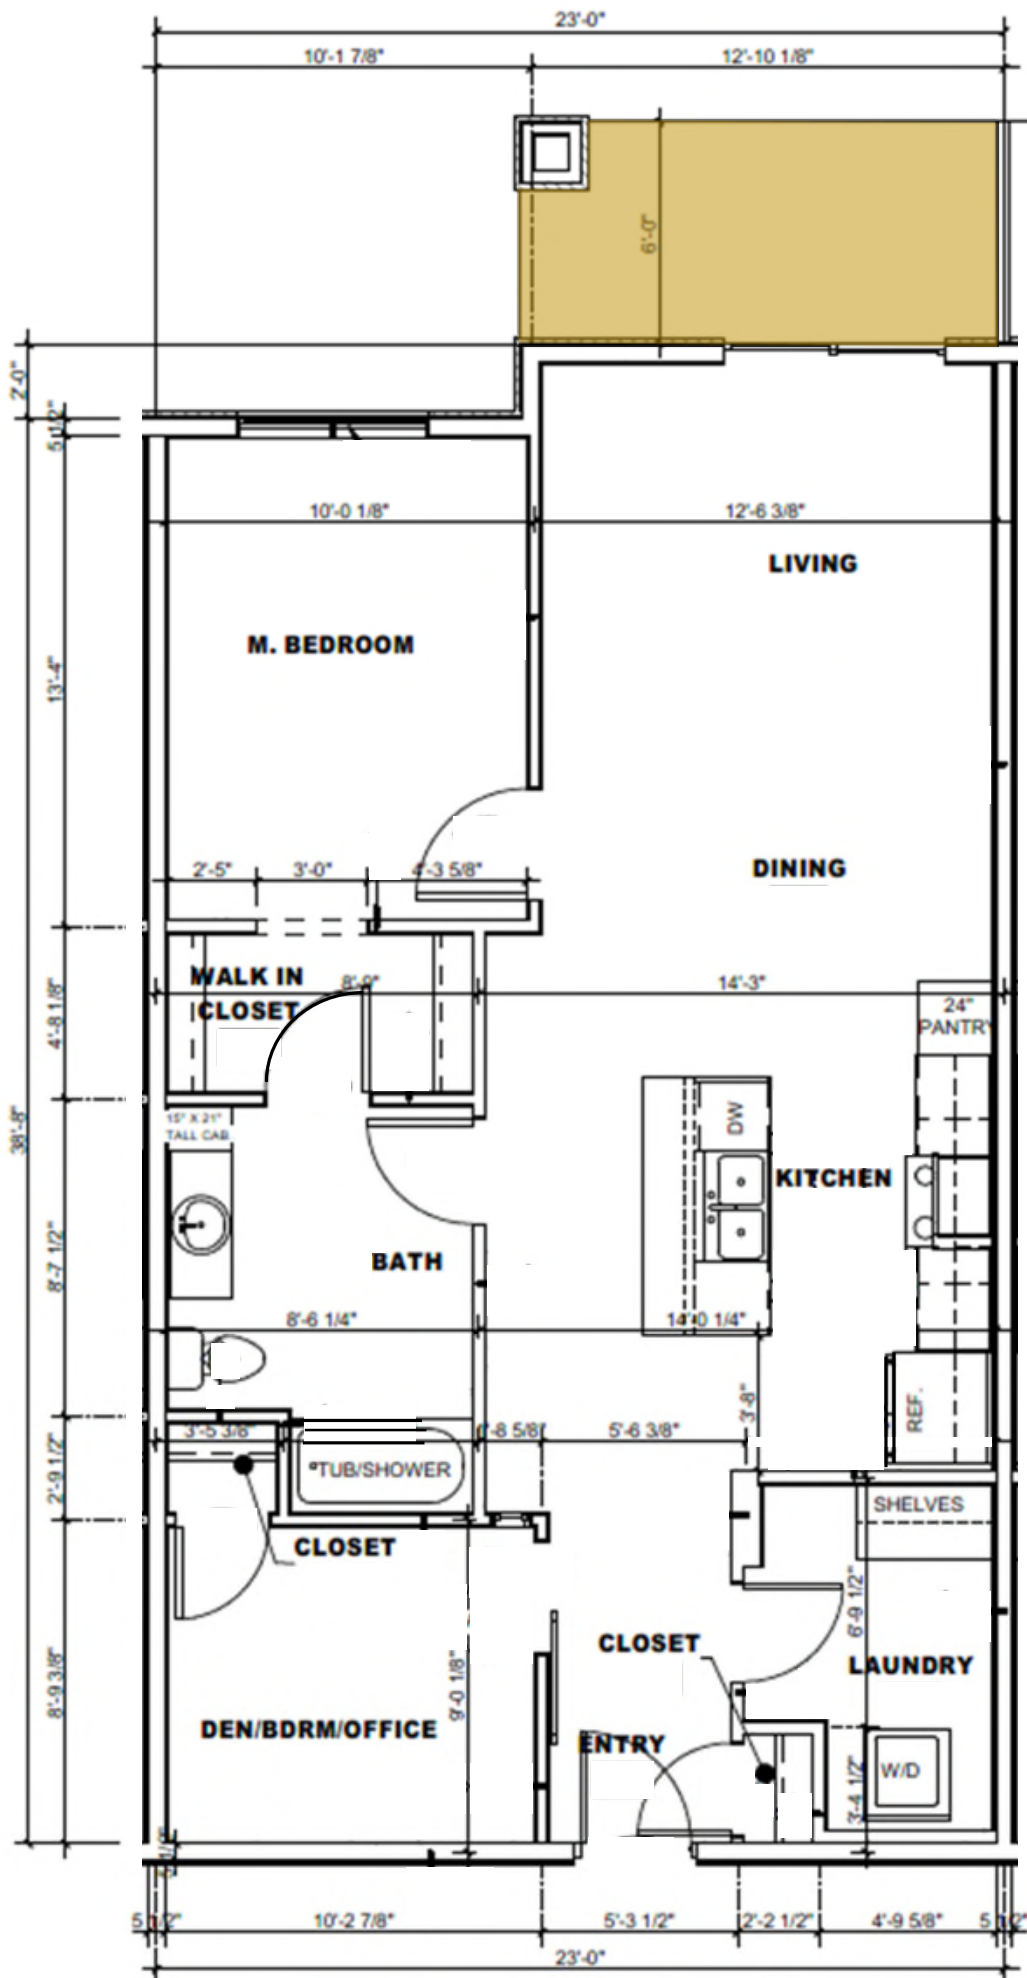 23'-0"
10'-1 7/8"
12'-10 1/8"
6'-0"
2'-0"
5 1/2"
10'-0 1/8"
12'-6 3/8"
LIVING
M. BEDROOM
13'-4"
DINING
2'-5"
3'-0"
4'-3 5/8"
WALK IN
CLOSET
8'-9"
14'-3"
24"
PANTRY
4'-8 1/8"
38'-8"
15" X 21"
TALL CAB.
DW
KITCHEN
8'-7 1/2"
BATH
8'-6 1/4"
14'-0 1/4"
3'-8"
REF.
3'-5 3/8"
-8 5/8"
5'-6 3/8"
2'-9 1/2"
TUB/SHOWER
SHELVES
CLOSET
6'-9 1/2"
CLOSET
LAUNDRY
8'-9 3/8"
9'-0 1/8"
DEN/BDRM/OFFICE
ENTRY
W/D
3'-4 1/2"
5 1/2"
10'-2 7/8"
5'-3 1/2"
2'-2 1/2"
4'-9 5/8"
5 1/2"
23'-0"